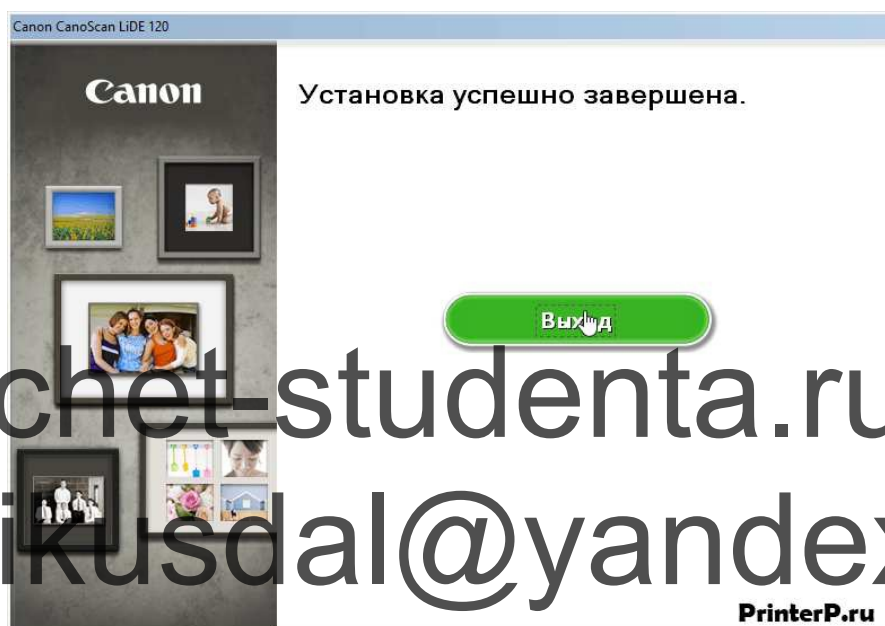 Canon CanoScan LiDE 120
Canon
Установка успешно завершена.
Выход
chet-studenta.ru
ikusdal@yandex
PrinterP.ru